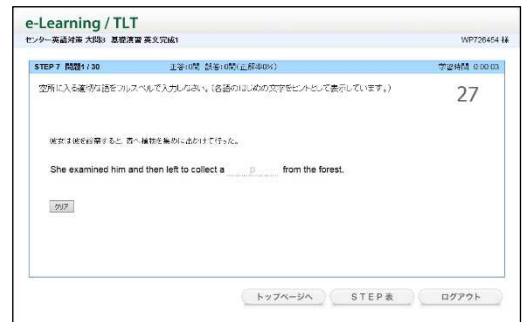 e-Learning / TLT
センター英語対策 大問3 基礎演習 英文完成1
WP726454 様
STEP 7 問題1 / 30
正答:0問 誤答:0問(正解率0%)
学習時間 0:00:03
空所に入る適切な語をフルスペルで入力しなさい。(各語のはじめの文字をヒントとして表示しています。)
27
彼女は彼を診察すると、森へ植物を集めに出かけて行った。
She examined him and then left to collect a p from the forest.
クリア
トップページへ
STEP表
ログアウト